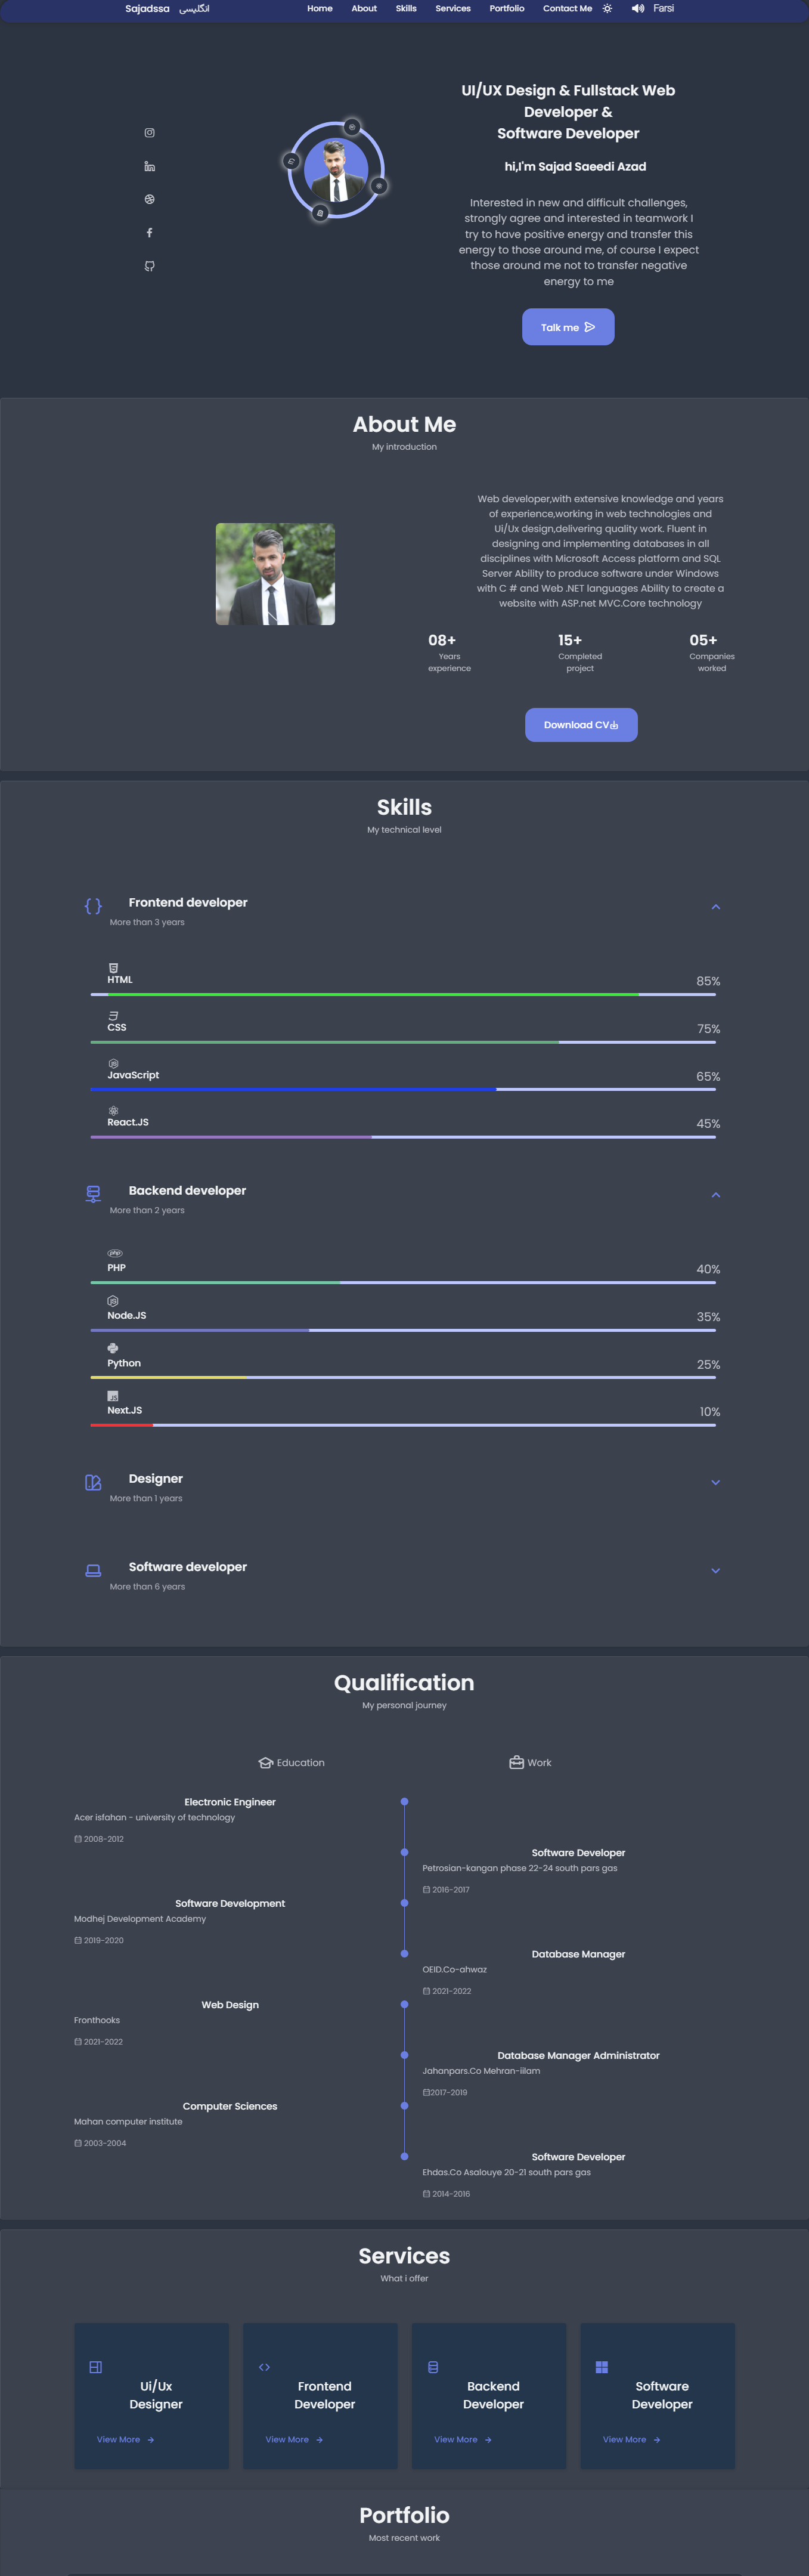 Sajadssa انگلیسی Home About Skills Services Portfolio Contact Me Farsi
UI/UX Design & Fullstack Web
Developer &
Software Developer
hi,I'm Sajad Saeedi Azad
Interested in new and difficult challenges,
strongly agree and interested in teamwork I
try to have positive energy and transfer this
energy to those around me, of course I expect
those around me not to transfer negative
energy to me
Talk me
About Me
My introduction
Web developer,with extensive knowledge and years
of experience,working in web technologies and
Ui/Ux design,delivering quality work. Fluent in
designing and implementing databases in all
disciplines with Microsoft Access platform and SQL
Server Ability to produce software under Windows
with C # and Web .NET languages Ability to create a
website with ASP.net MVC.Core technology
08+ 15+ 05+
Years Completed Companies
experience project worked
Download CV
Skills
My technical level
Frontend developer
More than 3 years
HTML 85%
CSS 75%
JavaScript 65%
React.JS 45%
Backend developer
More than 2 years
php
PHP 40%
Node.JS 35%
Python 25%
JS
Next.JS 10%
Designer
More than 1 years
Software developer
More than 6 years
Qualification
My personal journey
Education Work
Electronic Engineer
Acer isfahan - university of technology
2008-2012
Software Developer
Petrosian-kangan phase 22-24 south pars gas
2016-2017
Software Development
Modhej Development Academy
2019-2020
Database Manager
OEID.Co-ahwaz
2021-2022
Web Design
Fronthooks
2021-2022
Database Manager Administrator
Jahanpars.Co Mehran-iilam
2017-2019
Computer Sciences
Mahan computer institute
2003-2004
Software Developer
Ehdas.Co Asalouye 20-21 south pars gas
2014-2016
Services
What i offer
Ui/Ux Frontend Backend Software
Designer Developer Developer Developer
View More View More View More View More
Portfolio
Most recent work